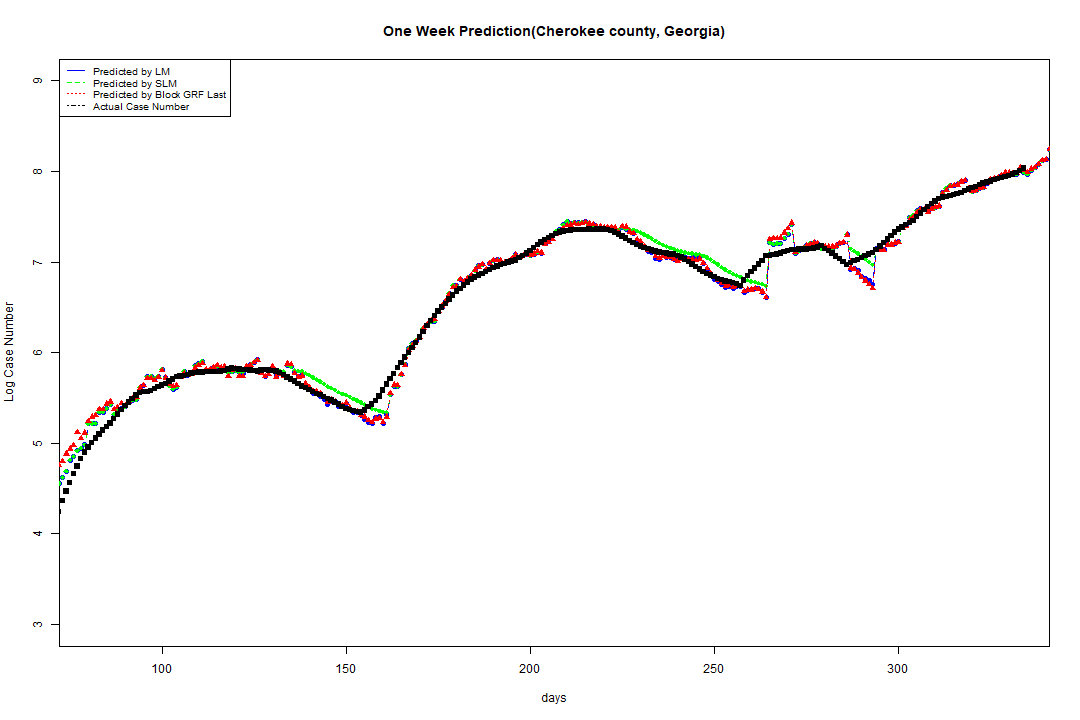 One Week Prediction(Cherokee county, Georgia)
Predicted by LM
Predicted by SLM
Predicted by Block GRF Last
Actual Case Number
9
8
7
6
5
4
3
Log Case Number
100 150 200 250 300
days